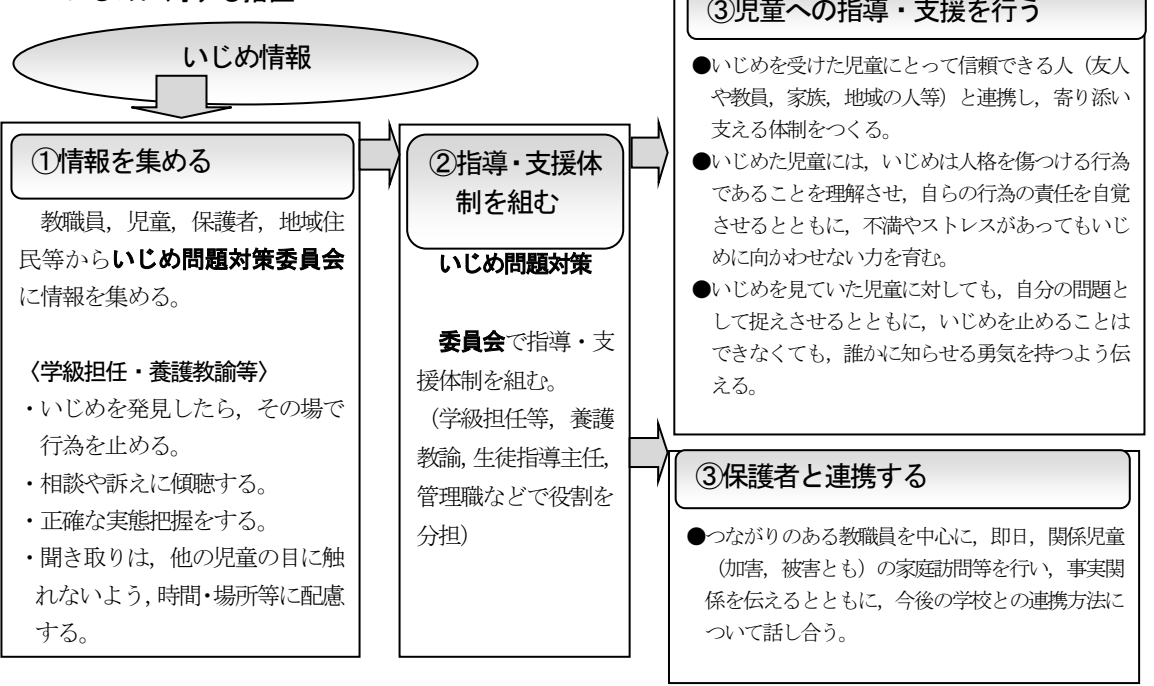 いじめ情報
①情報を集める
教職員，児童，保護者，地域住
民等からいじめ問題対策委員会
に情報を集める。
〈学級担任・養護教諭等〉
・いじめを発見したら，その場で
行為を止める。
・相談や訴えに傾聴する。
・正確な実態把握をする。
・聞き取りは，他の児童の目に触
れないよう，時間・場所等に配慮
する。
②指導・支援体
制を組む
いじめ問題対策
委員会で指導・支
援体制を組む。
（学級担任等，養護
教諭，生徒指導主任，
管理職などで役割を
分担）
③児童への指導・支援を行う
●いじめを受けた児童にとって信頼できる人（友人
や教員，家族，地域の人等）と連携し，寄り添い
支える体制をつくる。
●いじめた児童には，いじめは人格を傷つける行為
であることを理解させ，自らの行為の責任を自覚
させるとともに，不満やストレスがあってもいじ
めに向かわせない力を育む。
●いじめを見ていた児童に対しても，自分の問題と
して捉えさせるとともに，いじめを止めることは
できなくても，誰かに知らせる勇気を持つよう伝
える。
③保護者と連携する
●つながりのある教職員を中心に，即日，関係児童
（加害，被害とも）の家庭訪問等を行い，事実関
係を伝えるとともに，今後の学校との連携方法に
ついて話し合う。